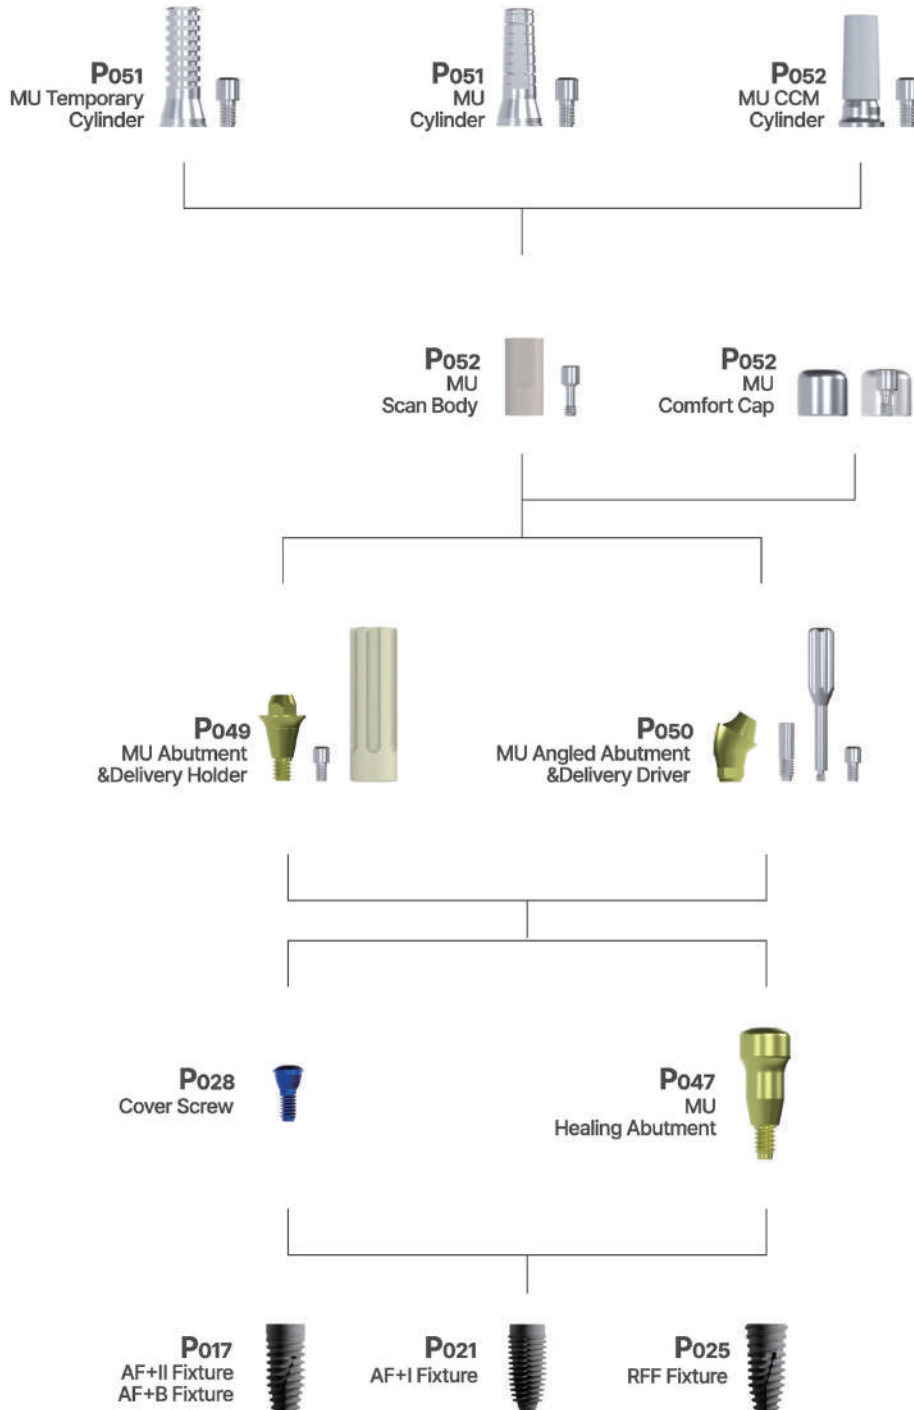 P051
MU Temporary
Cylinder
P051
MU
Cylinder
P052
MU CCM
Cylinder
P052
MU
Scan Body
P052
MU
Comfort Cap
P049
MU Abutment
&Delivery Holder
P050
MU Angled Abutment
&Delivery Driver
P028
Cover Screw
P047
MU
Healing Abutment
P017
AF+II Fixture
AF+B Fixture
P021
AF+I Fixture
P025
RFF Fixture